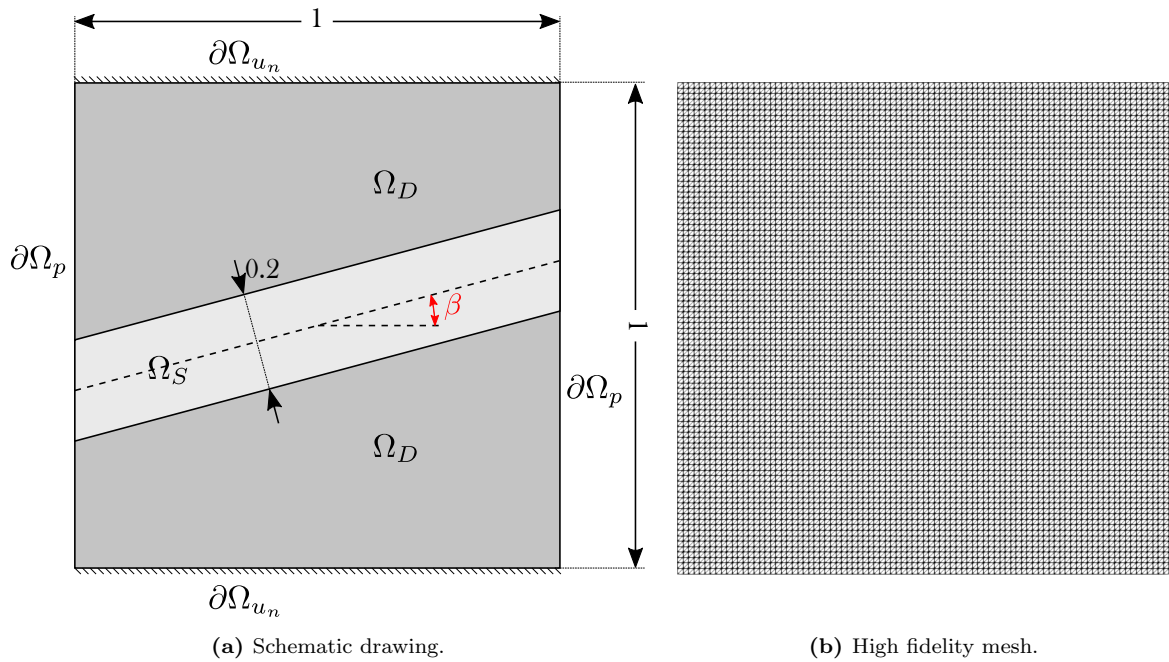 1
∂Ω_{u_n}
Ω_D
∂Ω_p
0.2
β
1
Ω_S
∂Ω_p
Ω_D
∂Ω_{u_n}
(a) Schematic drawing.
(b) High fidelity mesh.